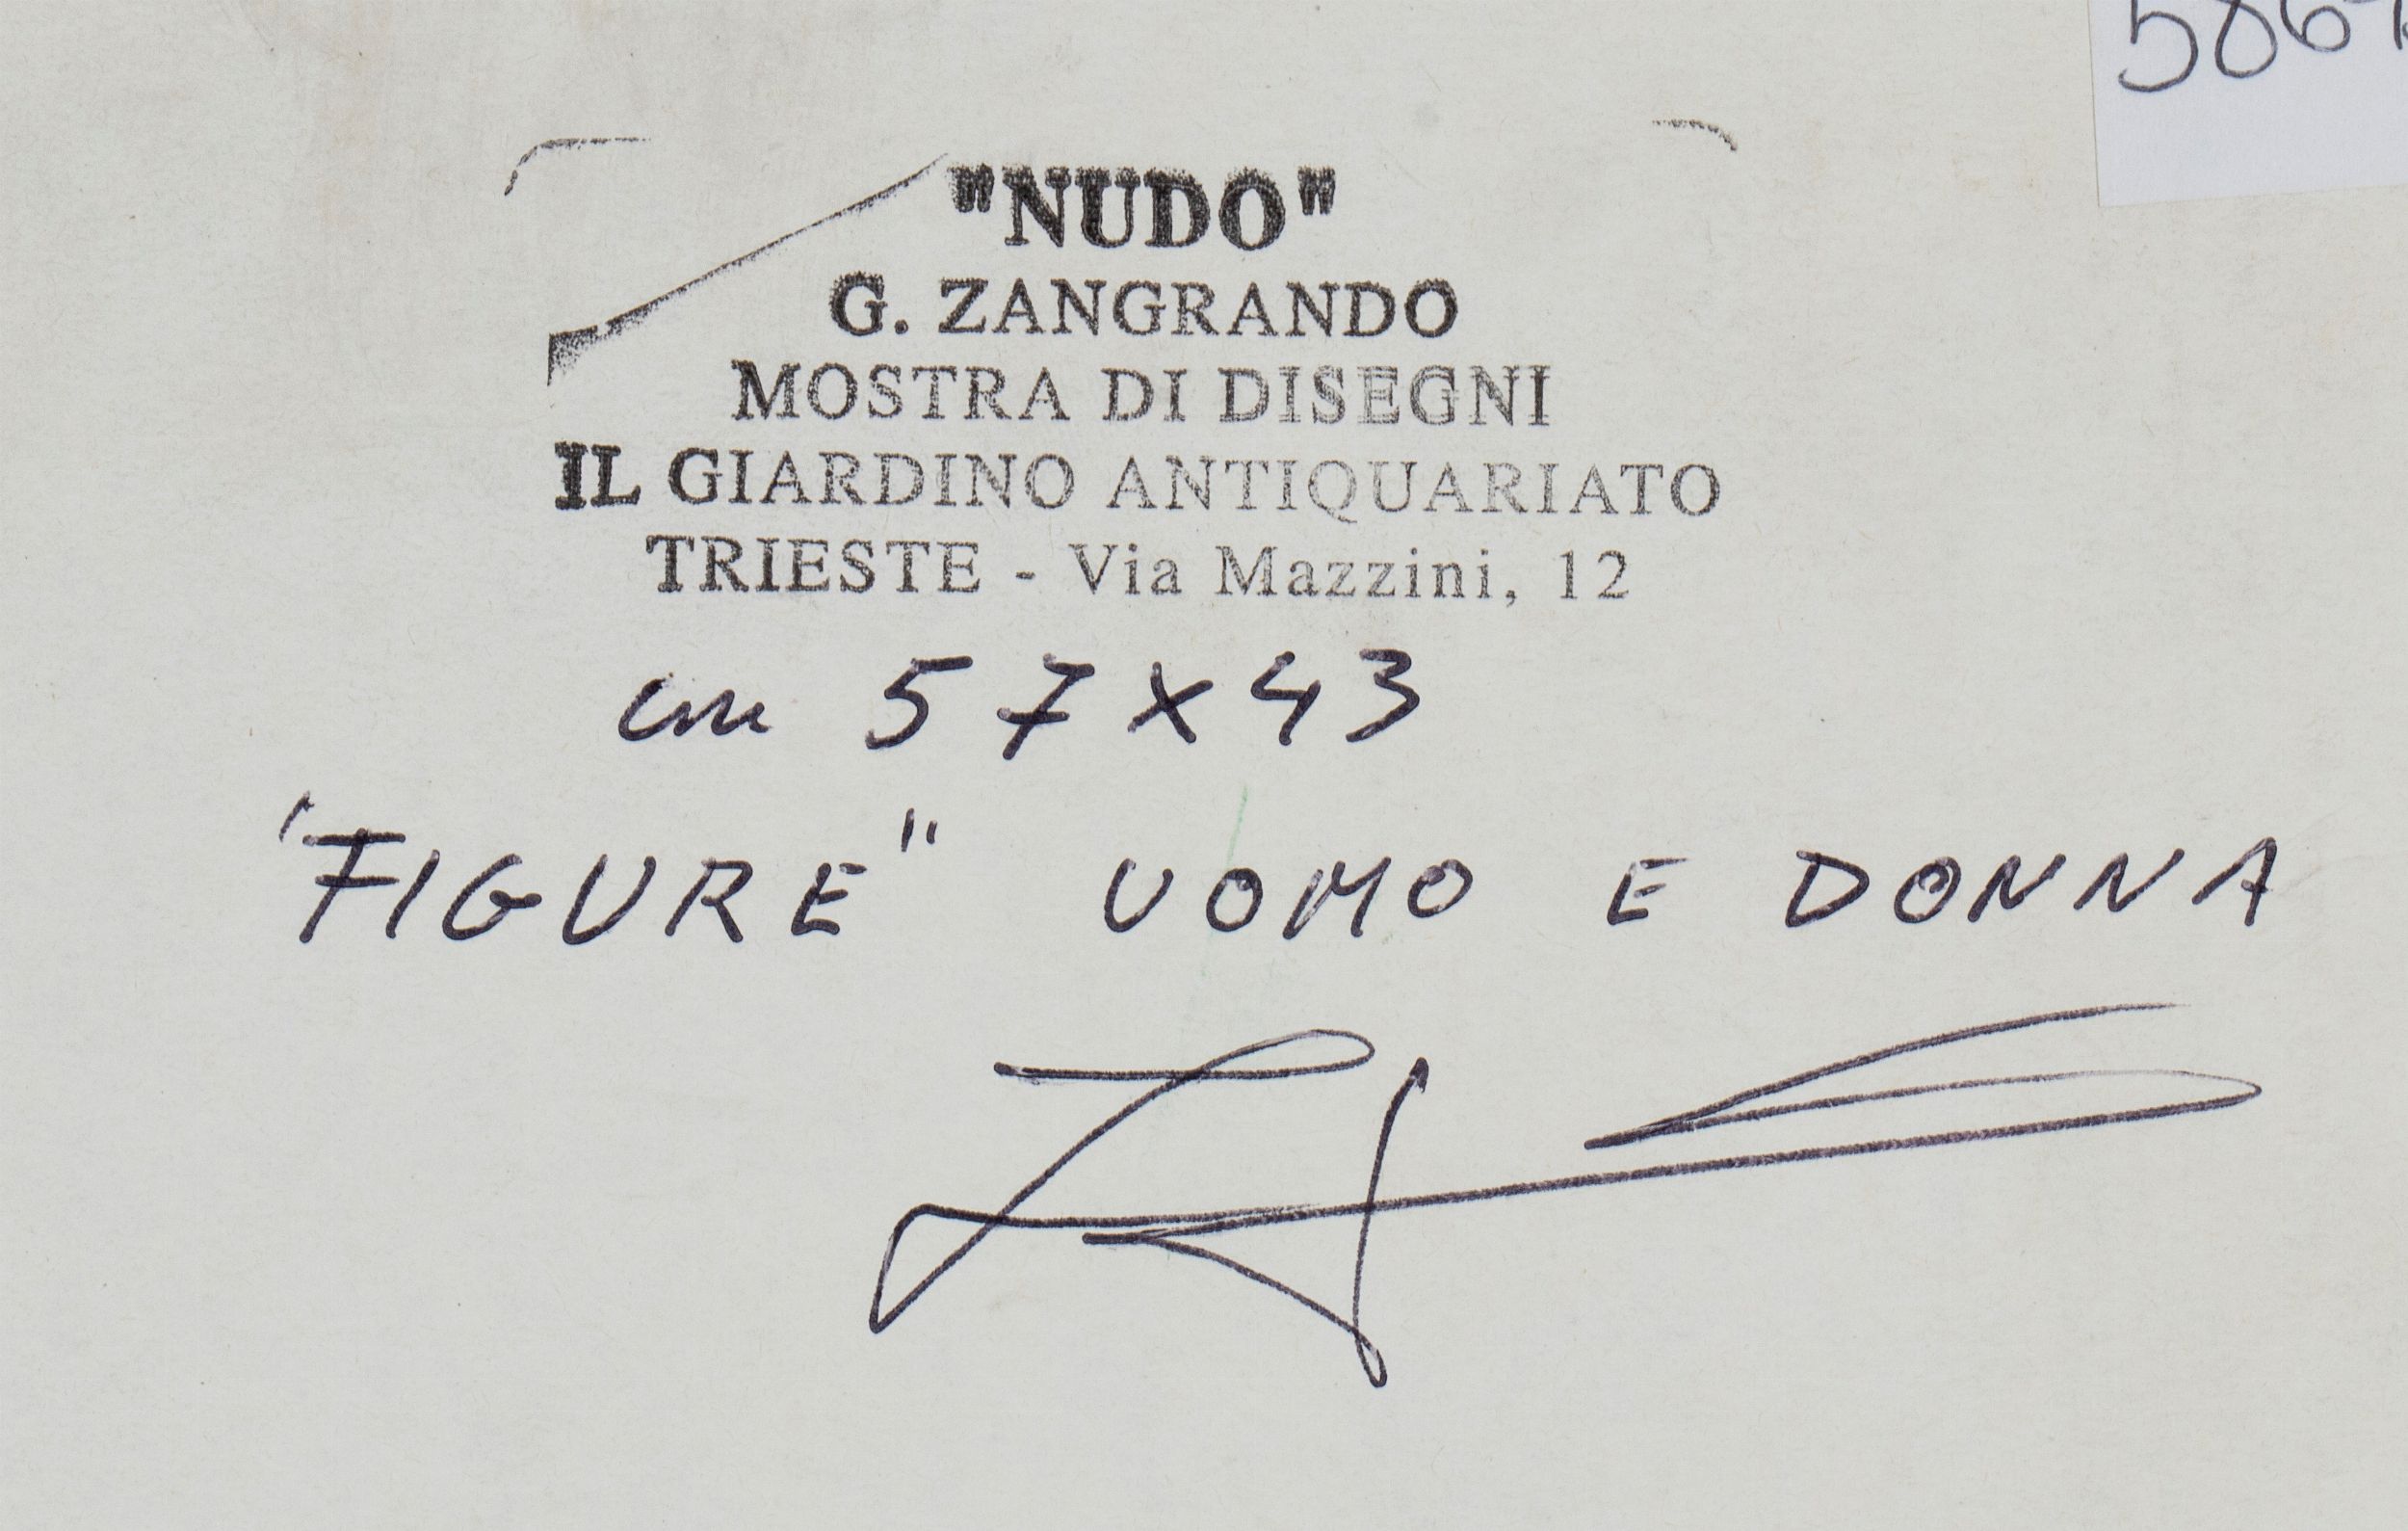 "NUDO"
G. ZANGRANDO
MOSTRA DI DISEGNI
IL GIARDINO ANTIQUARIATO
TRIESTE - Via Mazzini, 12
cm 57x43
"FIGURE" UOMO E DONNA